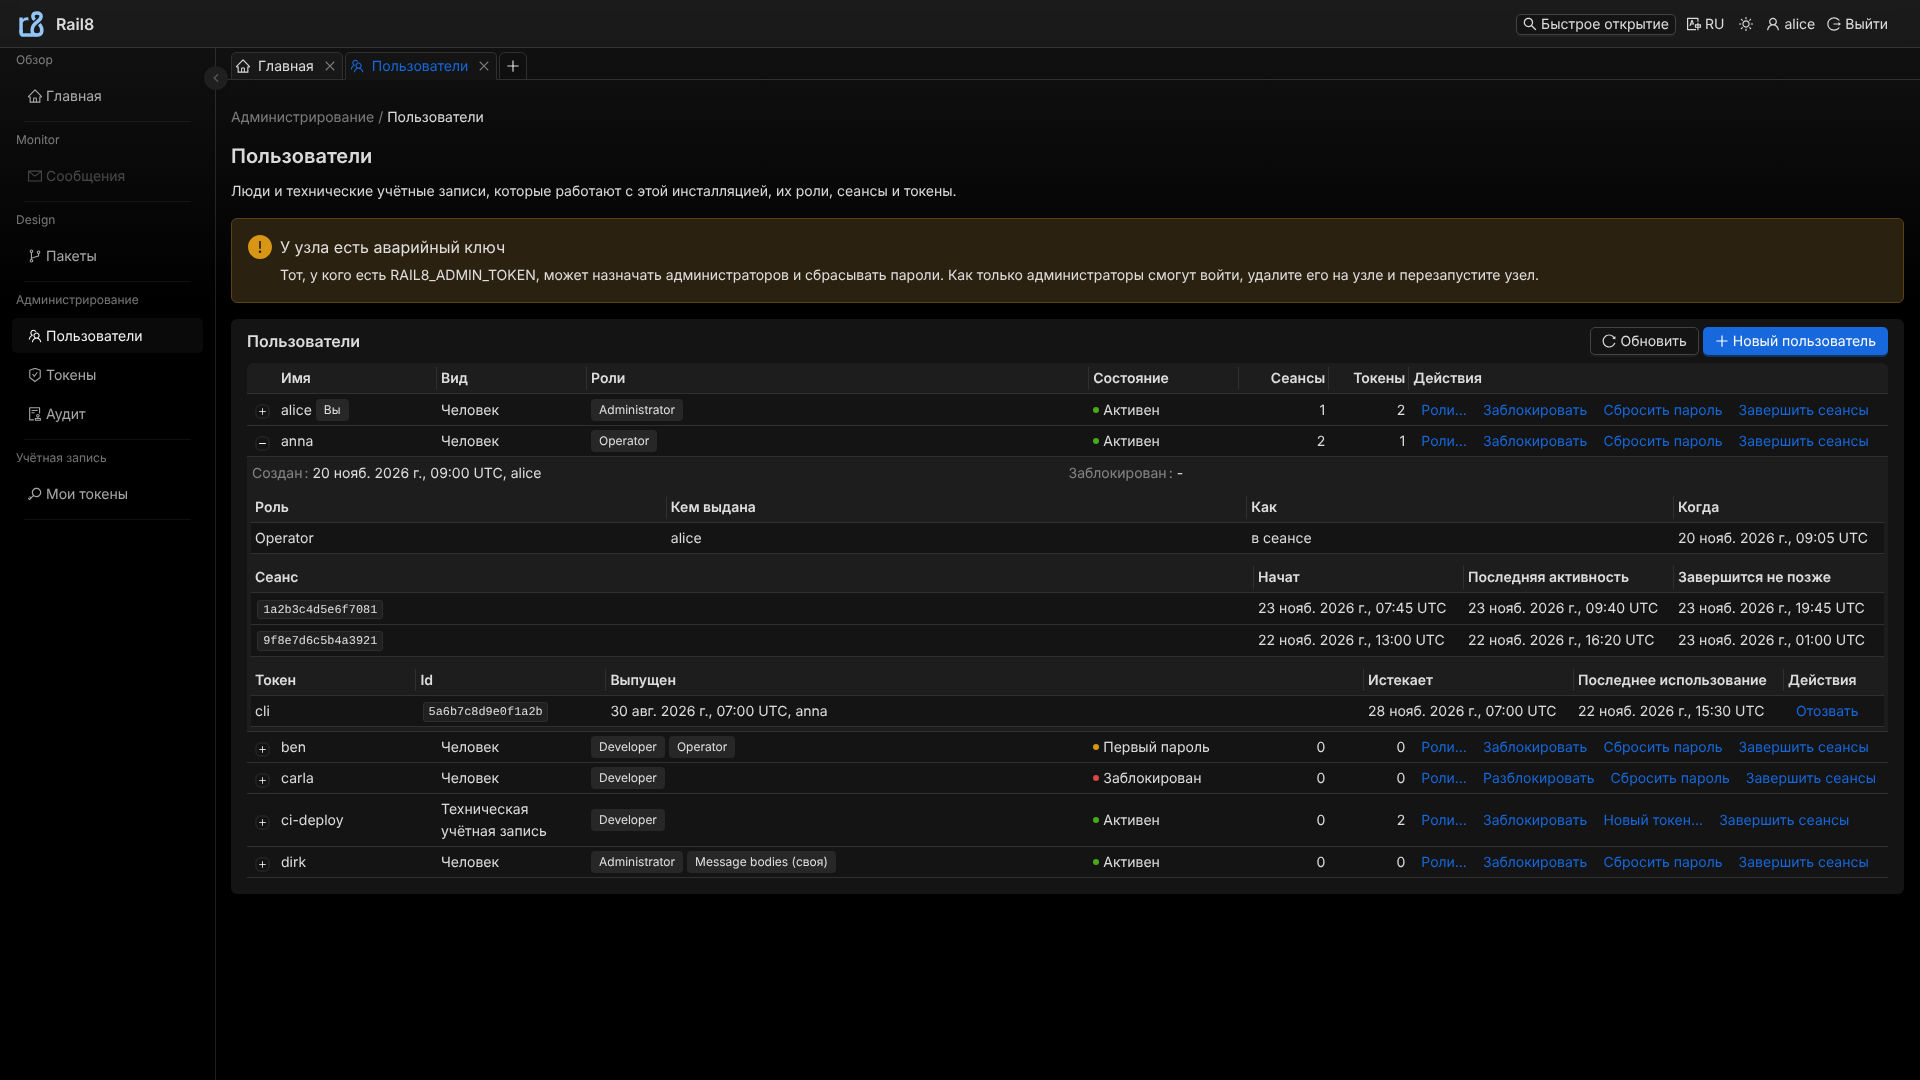 Rail8
Быстрое открытие RU alice Выйти
Обзор
Главная
Monitor
Сообщения
Design
Пакеты
Администрирование
Пользователи
Токены
Аудит
Учётная запись
Мои токены
Главная Пользователи
Администрирование / Пользователи
Пользователи
Люди и технические учётные записи, которые работают с этой инсталляцией, их роли, сеансы и токены.
У узла есть аварийный ключ
Тот, у кого есть RAIL8_ADMIN_TOKEN, может назначать администраторов и сбрасывать пароли. Как только администраторы смогут войти, удалите его на узле и перезапустите узел.
Пользователи Обновить Новый пользователь
Имя Вид Роли Состояние Сеансы Токены Действия
alice Вы Человек Administrator Активен 1 2 Роли... Заблокировать Сбросить пароль Завершить сеансы
anna Человек Operator Активен 2 1 Роли... Заблокировать Сбросить пароль Завершить сеансы
Создан: 20 нояб. 2026 г., 09:00 UTC, alice Заблокирован: -
Роль Кем выдана Как Когда
Operator alice в сеансе 20 нояб. 2026 г., 09:05 UTC
Сеанс Начат Последняя активность Завершится не позже
1a2b3c4d5e6f7081 23 нояб. 2026 г., 07:45 UTC 23 нояб. 2026 г., 09:40 UTC 23 нояб. 2026 г., 19:45 UTC
9f8e7d6c5b4a3921 22 нояб. 2026 г., 13:00 UTC 22 нояб. 2026 г., 16:20 UTC 23 нояб. 2026 г., 01:00 UTC
Токен Id Выпущен Истекает Последнее использование Действия
cli 5a6b7c8d9e0f1a2b 30 авг. 2026 г., 07:00 UTC, anna 28 нояб. 2026 г., 07:00 UTC 22 нояб. 2026 г., 15:30 UTC Отозвать
ben Человек Developer Operator Первый пароль 0 0 Роли... Заблокировать Сбросить пароль Завершить сеансы
carla Человек Developer Заблокирован 0 0 Роли... Разблокировать Сбросить пароль Завершить сеансы
ci-deploy Техническая учётная запись Developer Активен 0 2 Роли... Заблокировать Новый токен... Завершить сеансы
dirk Человек Administrator Message bodies (своя) Активен 0 0 Роли... Заблокировать Сбросить пароль Завершить сеансы